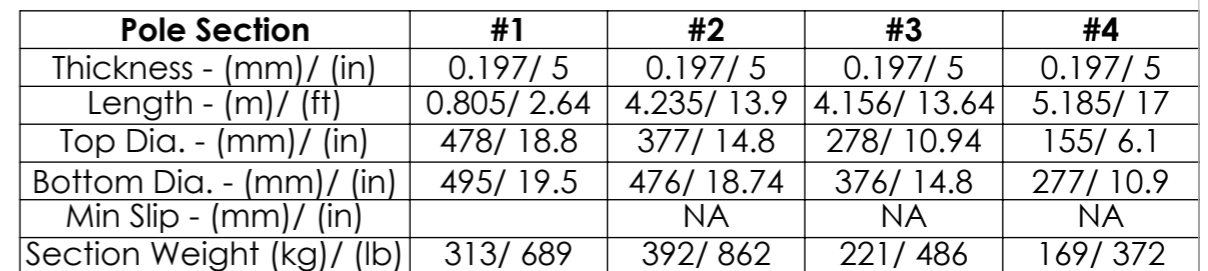 Pole Section #1 #2 #3 #4
Thickness - (mm)/ (in) 0.197/ 5 0.197/ 5 0.197/ 5 0.197/ 5
Length - (m)/ (ft) 0.805/ 2.64 4.235/ 13.9 4.156/ 13.64 5.185/ 17
Top Dia. - (mm)/ (in) 478/ 18.8 377/ 14.8 278/ 10.94 155/ 6.1
Bottom Dia. - (mm)/ (in) 495/ 19.5 476/ 18.74 376/ 14.8 277/ 10.9
Min Slip - (mm)/ (in) NA NA NA
Section Weight (kg)/ (lb) 313/ 689 392/ 862 221/ 486 169/ 372